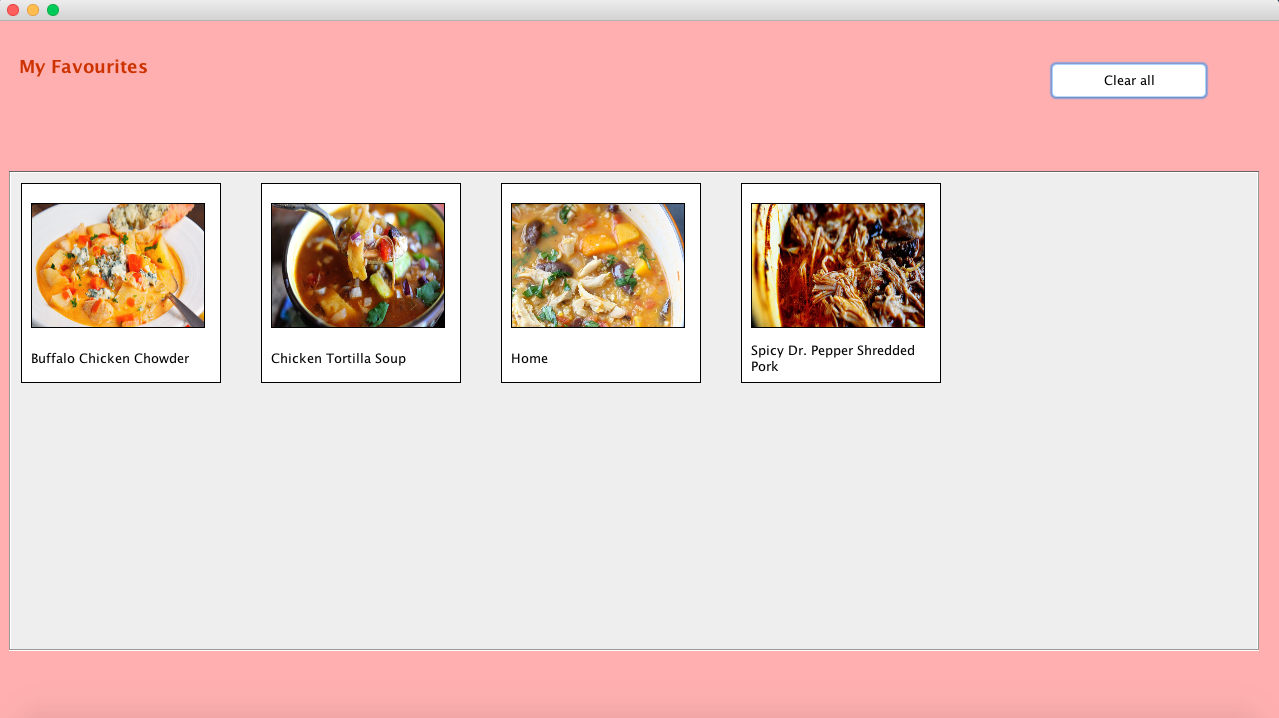 My Favourites
Clear all
Buffalo Chicken Chowder
Chicken Tortilla Soup
Home
Spicy Dr. Pepper Shredded
Pork